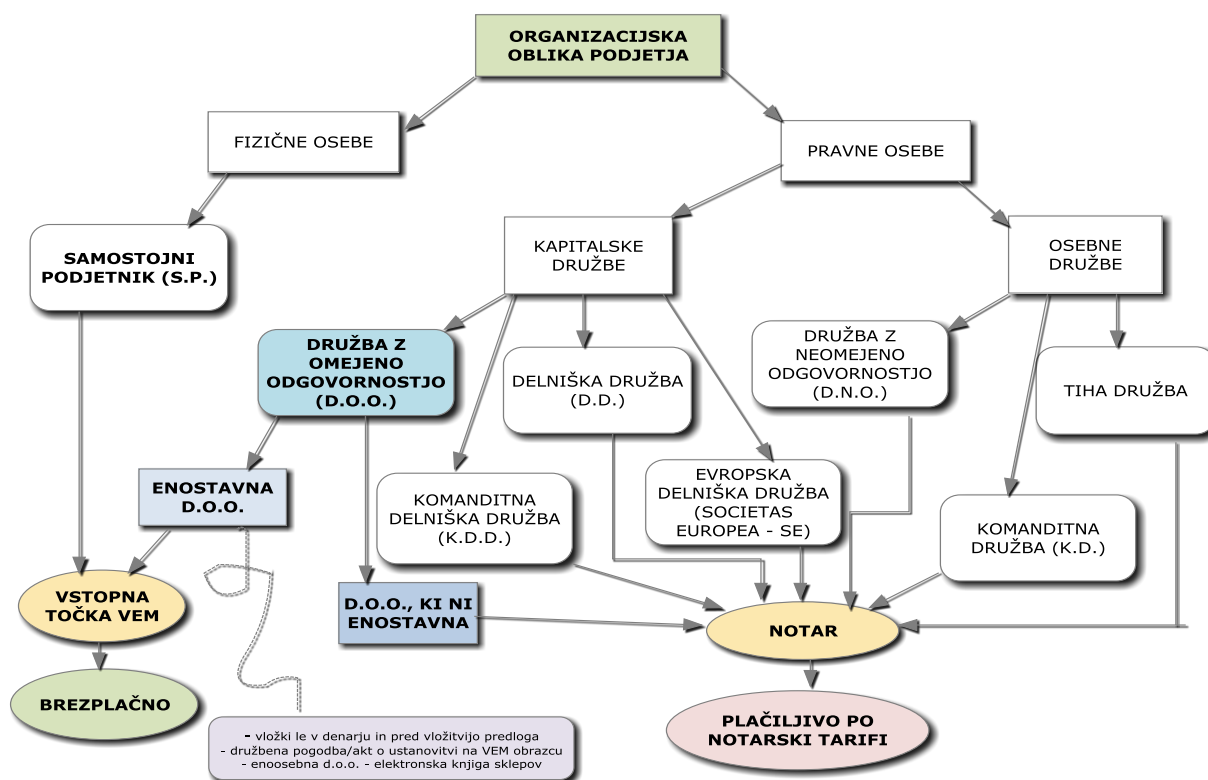 ORGANIZACIJSKA
OBLIKA PODJETJA
FIZIČNE OSEBE
PRAVNE OSEBE
SAMOSTOJNI
PODJETNIK (S.P.)
KAPITALSKE
DRUŽBE
OSEBNE
DRUŽBE
DRUŽBA Z
OMEJENO
ODGOVORNOSTJO
(D.O.O.)
DELNIŠKA DRUŽBA
(D.D.)
DRUŽBA Z
NEOMEJENO
ODGOVORNOSTJO
(D.N.O.)
TIHA DRUŽBA
ENOSTAVNA
D.O.O.
KOMANDITNA
DELNIŠKA DRUŽBA
(K.D.D.)
EVROPSKA
DELNIŠKA DRUŽBA
(SOCIETAS
EUROPEA - SE)
KOMANDITNA
DRUŽBA (K.D.)
VSTOPNA
TOČKA VEM
D.O.O., KI NI
ENOSTAVNA
NOTAR
BREZPLAČNO
PLAČILJIVO PO
NOTARSKI TARIFI
- vložki le v denarju in pred vložitvijo predloga
- družbena pogodba/akt o ustanovitvi na VEM obrazcu
- enoosebna d.o.o. - elektronska knjiga sklepov